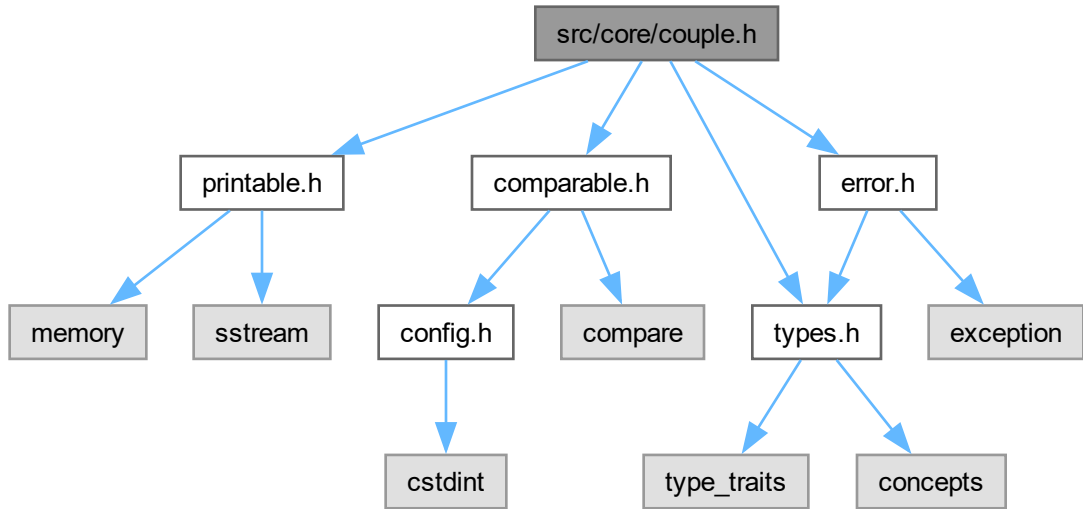 src/core/couple.h
printable.h
comparable.h
error.h
memory
sstream
config.h
compare
types.h
exception
cstdint
type_traits
concepts